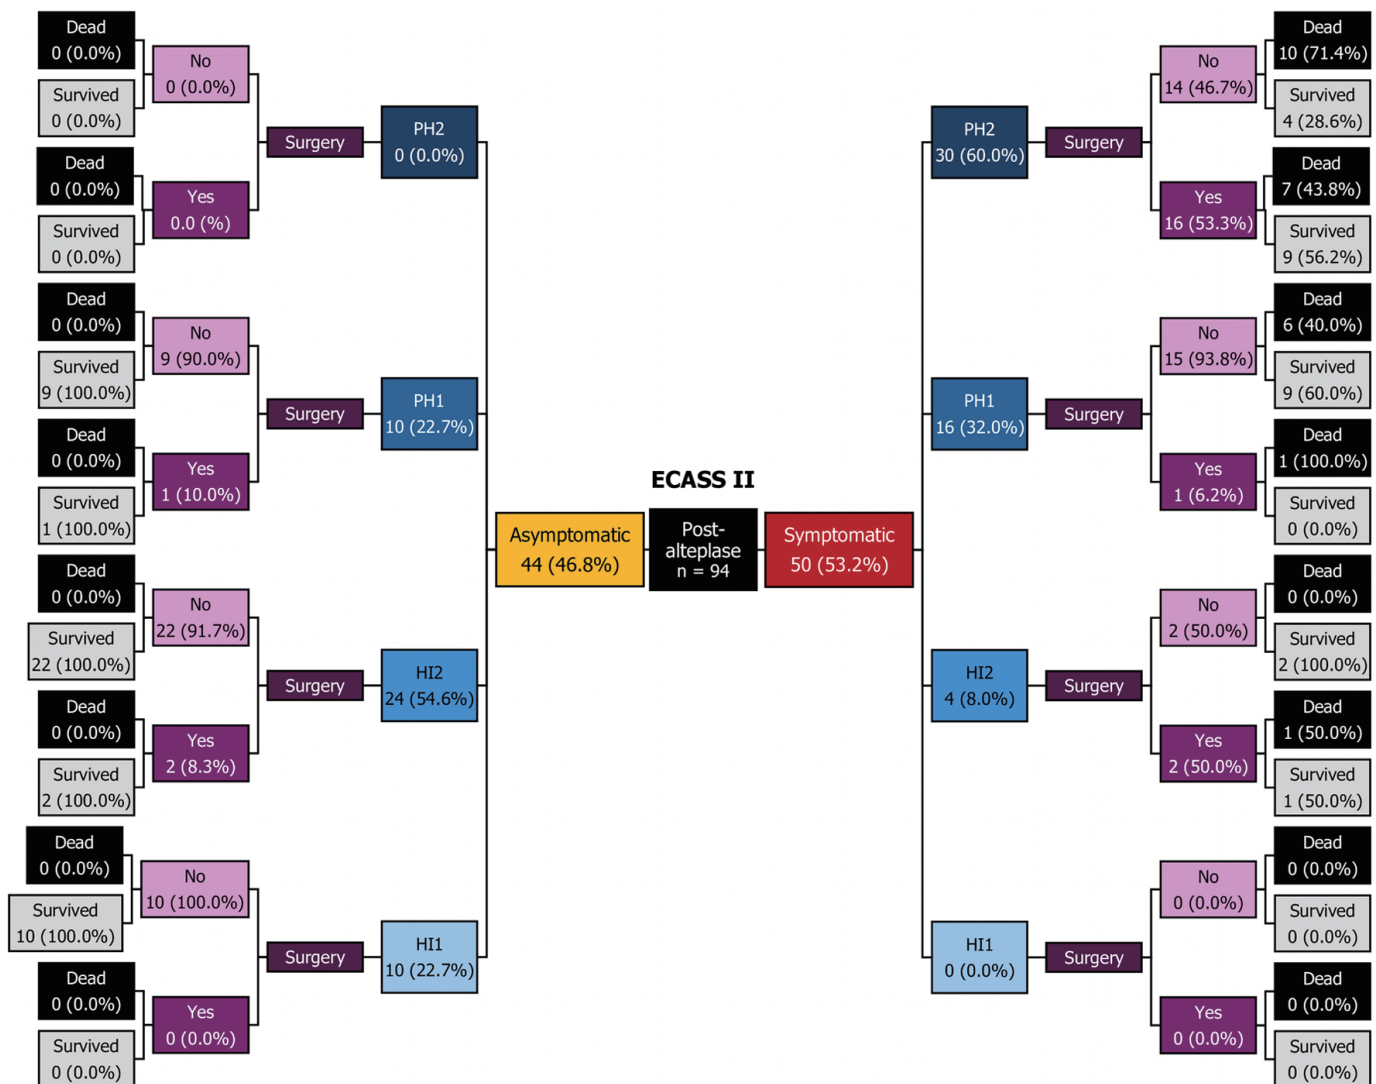 ECASS II
Post-
alteplase
n = 94
Asymptomatic
44 (46.8%)
PH2
0 (0.0%)
Surgery
No
0 (0.0%)
Dead
0 (0.0%)
Survived
0 (0.0%)
Yes
0.0 (%)
Dead
0 (0.0%)
Survived
0 (0.0%)
PH1
10 (22.7%)
Surgery
No
9 (90.0%)
Dead
0 (0.0%)
Survived
9 (100.0%)
Yes
1 (10.0%)
Dead
0 (0.0%)
Survived
1 (100.0%)
HI2
24 (54.6%)
Surgery
No
22 (91.7%)
Dead
0 (0.0%)
Survived
22 (100.0%)
Yes
2 (8.3%)
Dead
0 (0.0%)
Survived
2 (100.0%)
HI1
10 (22.7%)
Surgery
No
10 (100.0%)
Dead
0 (0.0%)
Survived
10 (100.0%)
Yes
0 (0.0%)
Dead
0 (0.0%)
Survived
0 (0.0%)
Symptomatic
50 (53.2%)
PH2
30 (60.0%)
Surgery
No
14 (46.7%)
Dead
10 (71.4%)
Survived
4 (28.6%)
Yes
16 (53.3%)
Dead
7 (43.8%)
Survived
9 (56.2%)
PH1
16 (32.0%)
Surgery
No
15 (93.8%)
Dead
6 (40.0%)
Survived
9 (60.0%)
Yes
1 (6.2%)
Dead
1 (100.0%)
Survived
0 (0.0%)
HI2
4 (8.0%)
Surgery
No
2 (50.0%)
Dead
0 (0.0%)
Survived
2 (100.0%)
Yes
2 (50.0%)
Dead
1 (50.0%)
Survived
1 (50.0%)
HI1
0 (0.0%)
Surgery
No
0 (0.0%)
Dead
0 (0.0%)
Survived
0 (0.0%)
Yes
0 (0.0%)
Dead
0 (0.0%)
Survived
0 (0.0%)